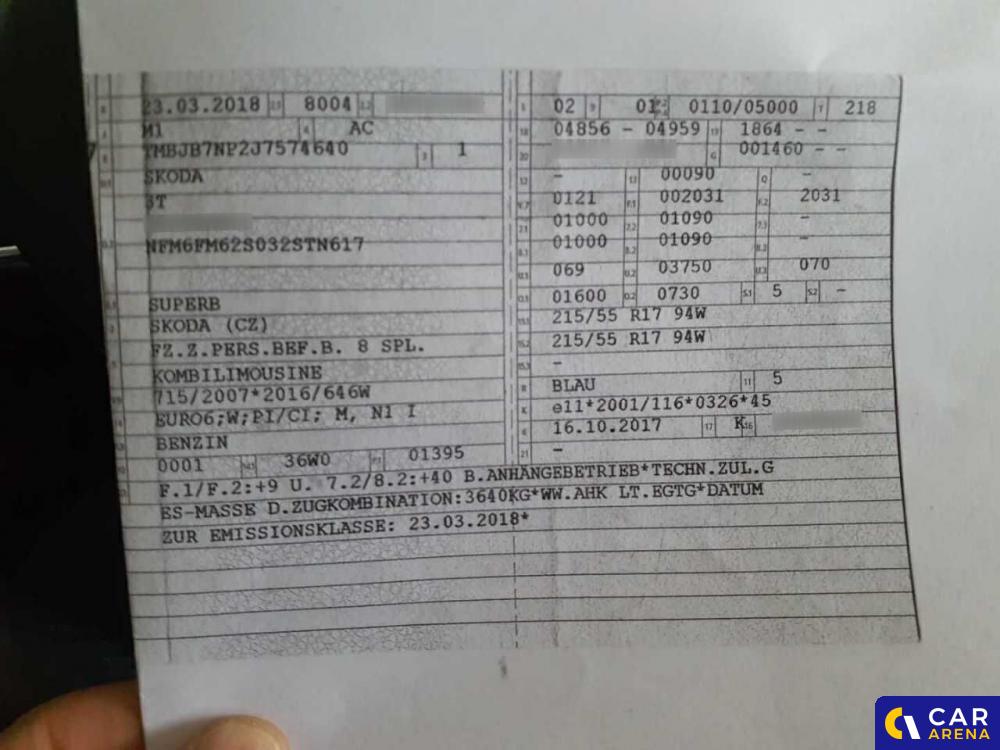 23.03.2018 8004
M1 AC
TMBJB7NP2J7574640 1
SKODA
3T
NFM6FM62S032STN617
SUPERB
SKODA (CZ)
FZ.Z.PERS.BEF.B. 8 SPL.
KOMBILIMOUSINE
715/2007*2016/646W
EURO6;W;PI/CI; M, N1 I
BENZIN
0001 36W0 01395
02 01 0110/05000 218
04856 - 04959 1864 - -
001460 - -
- 00090 -
0121 002031 2031
01000 01090 -
01000 01090 -
069 03750 070
01600 0730 5 -
215/55 R17 94W
215/55 R17 94W
-
BLAU 11 5
e11*2001/116*0326*45
16.10.2017 17 K
-
F.1/F.2:+9 U. 7.2/8.2:+40 B.ANHÄNGEBETRIEB*TECHN.ZUL.G
ES-MASSE D.ZUGKOMBINATION:3640KG*WW.AHK LT.EGTG*DATUM
ZUR EMISSIONSKLASSE: 23.03.2018*
CAR
ARENA